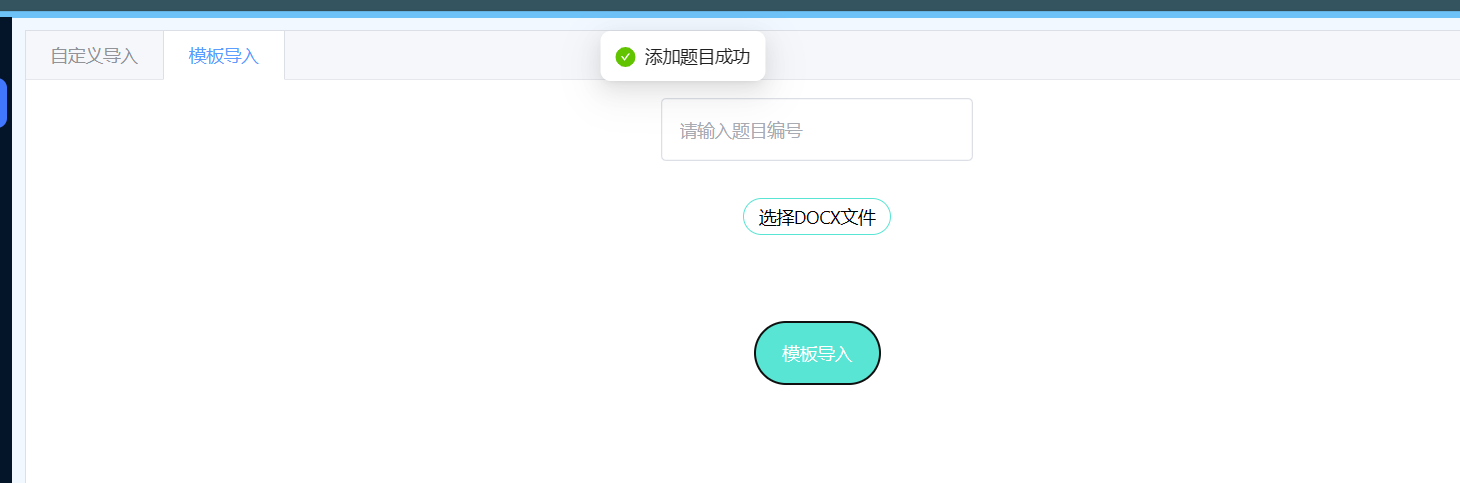 自定义导入
模板导入
添加题目成功
请输入题目编号
选择DOCX文件
模板导入